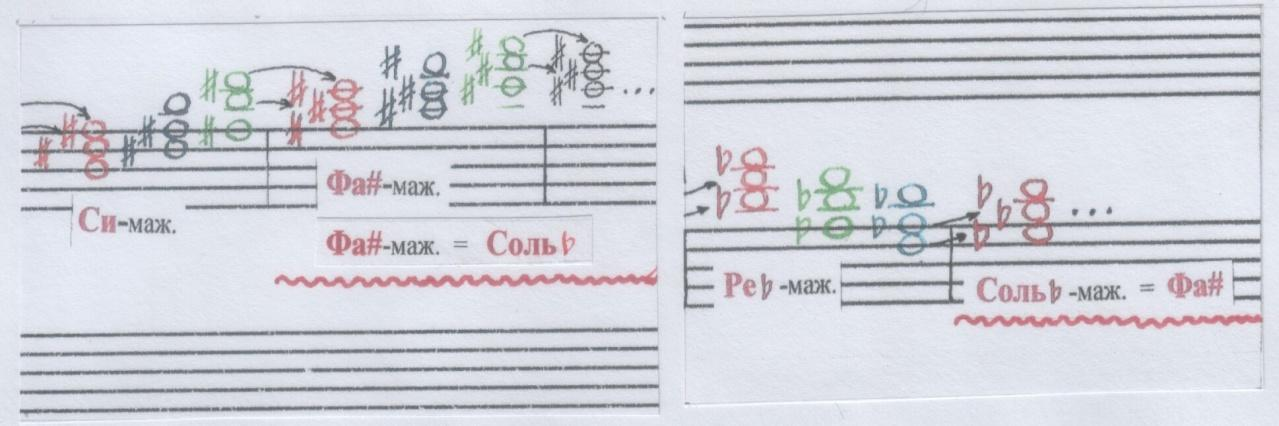 Си-маж.
Фа#-маж.
Фа#-маж. = Соль♭
Ре♭-маж.
Соль♭-маж. = Фа#